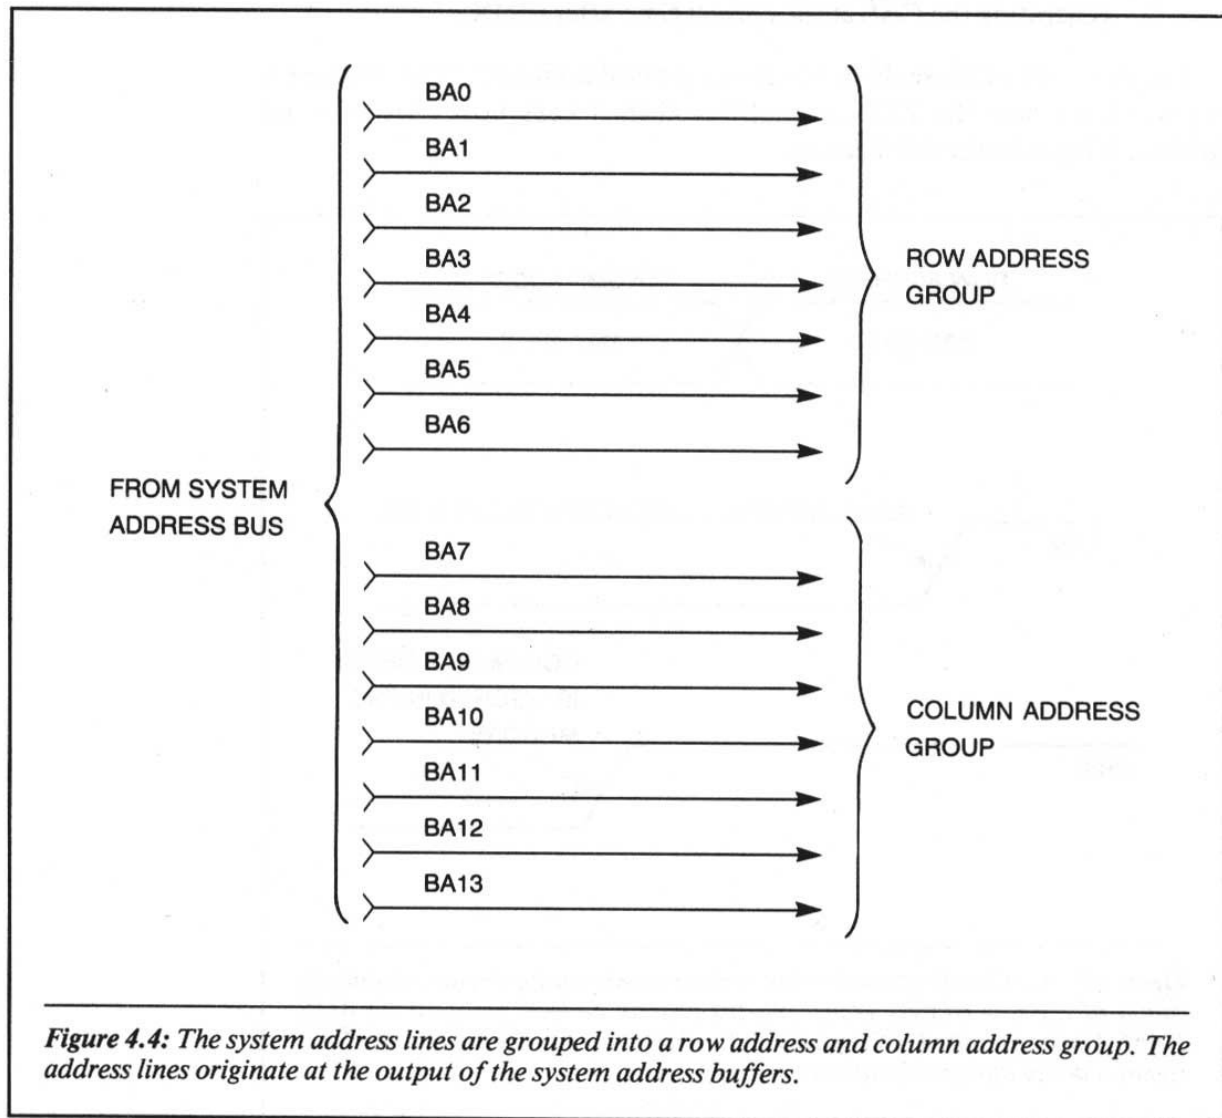 BA0
BA1
BA2
BA3
BA4
BA5
BA6
ROW ADDRESS
GROUP
FROM SYSTEM
ADDRESS BUS
BA7
BA8
BA9
BA10
BA11
BA12
BA13
COLUMN ADDRESS
GROUP
Figure 4.4: The system address lines are grouped into a row address and column address group. The
address lines originate at the output of the system address buffers.